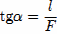 tgα = l/F